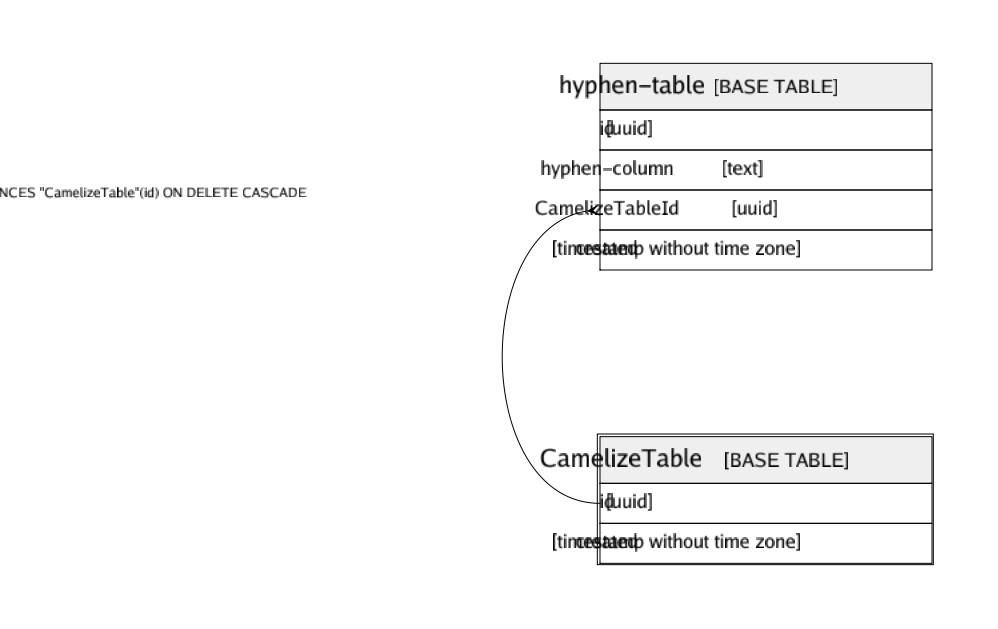 hyphen-table [BASE TABLE]
id [uuid]
hyphen-column [text]
NCES "CamelizeTable"(id) ON DELETE CASCADE
CamelizeTableId [uuid]
created [timestamp without time zone]
CamelizeTable [BASE TABLE]
id [uuid]
created [timestamp without time zone]